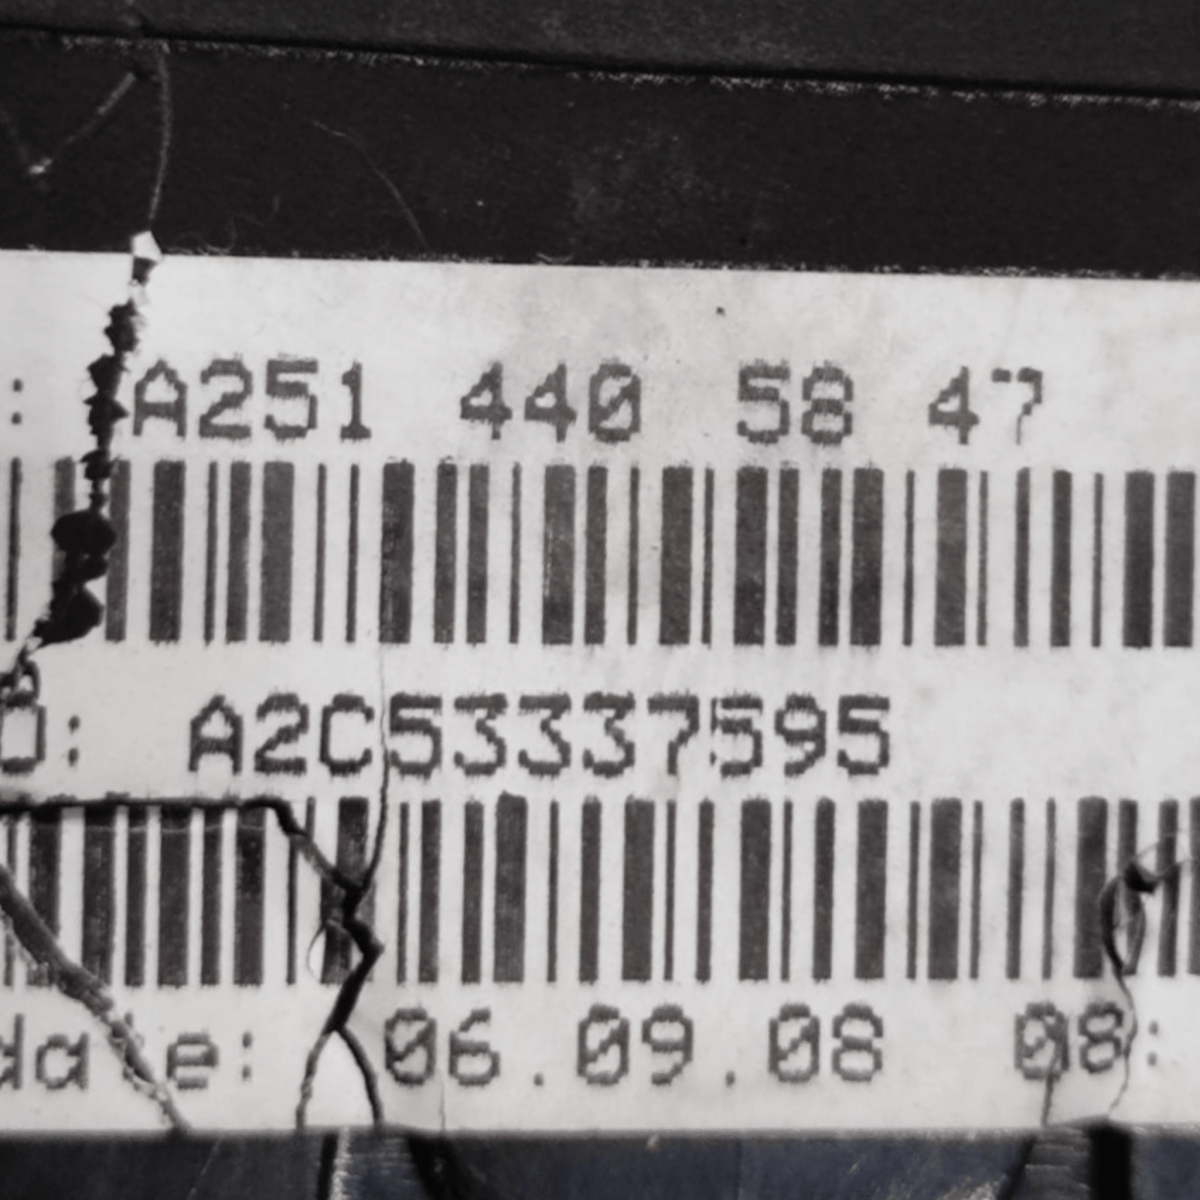 : A251 440 58 47
O: A2C53337595
date: 06.09.08 08: